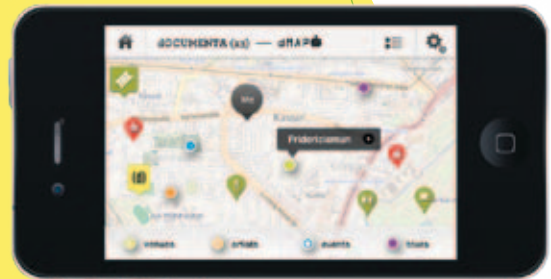 dOCUMENTA (13) — dMAP
Me
Kassel
Fridericianum
(d)
venues
artists
events
tours